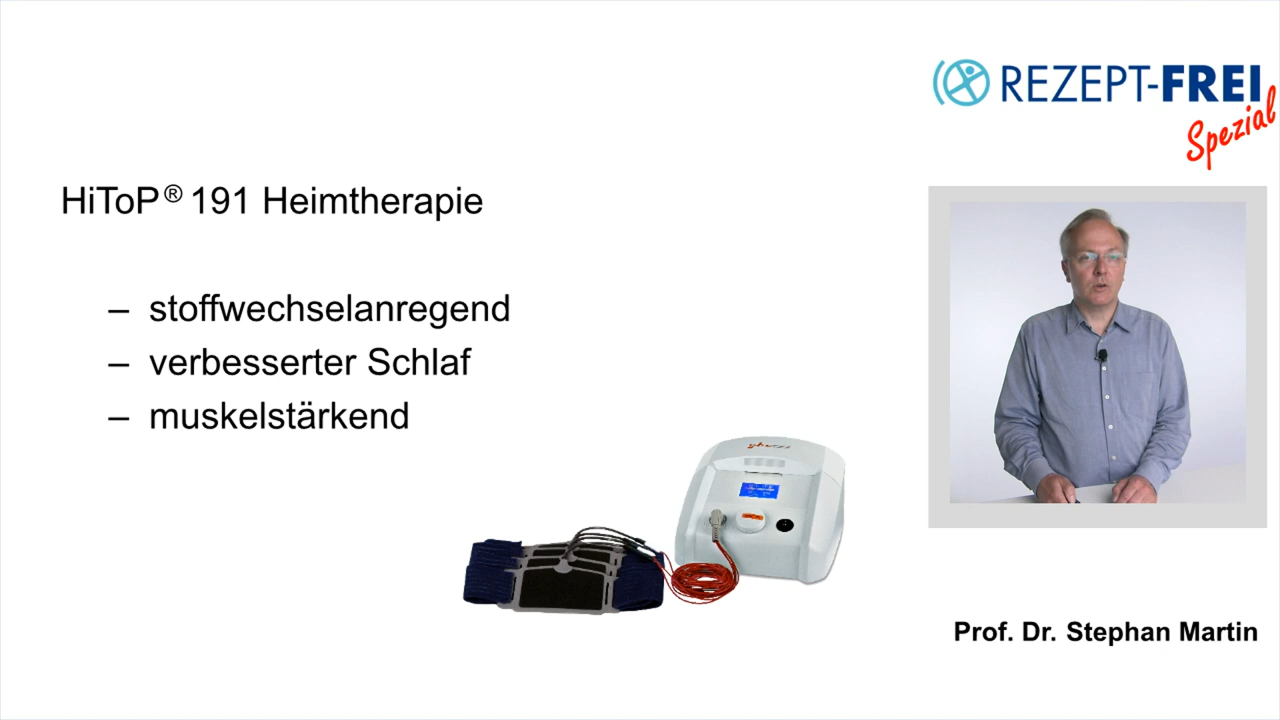 REZEPT-FREI
Spezial
HiToP® 191 Heimtherapie
– stoffwechselanregend
– verbesserter Schlaf
– muskelstärkend
Prof. Dr. Stephan Martin